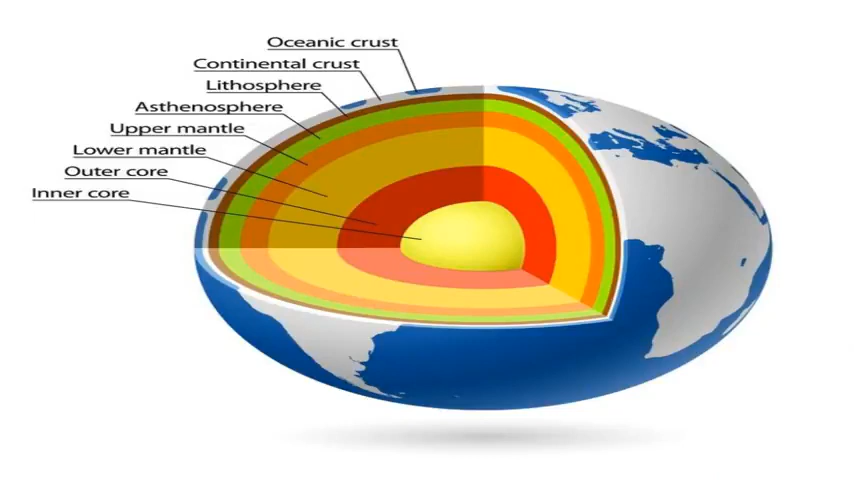 Oceanic crust
Continental crust
Lithosphere
Asthenosphere
Upper mantle
Lower mantle
Outer core
Inner core